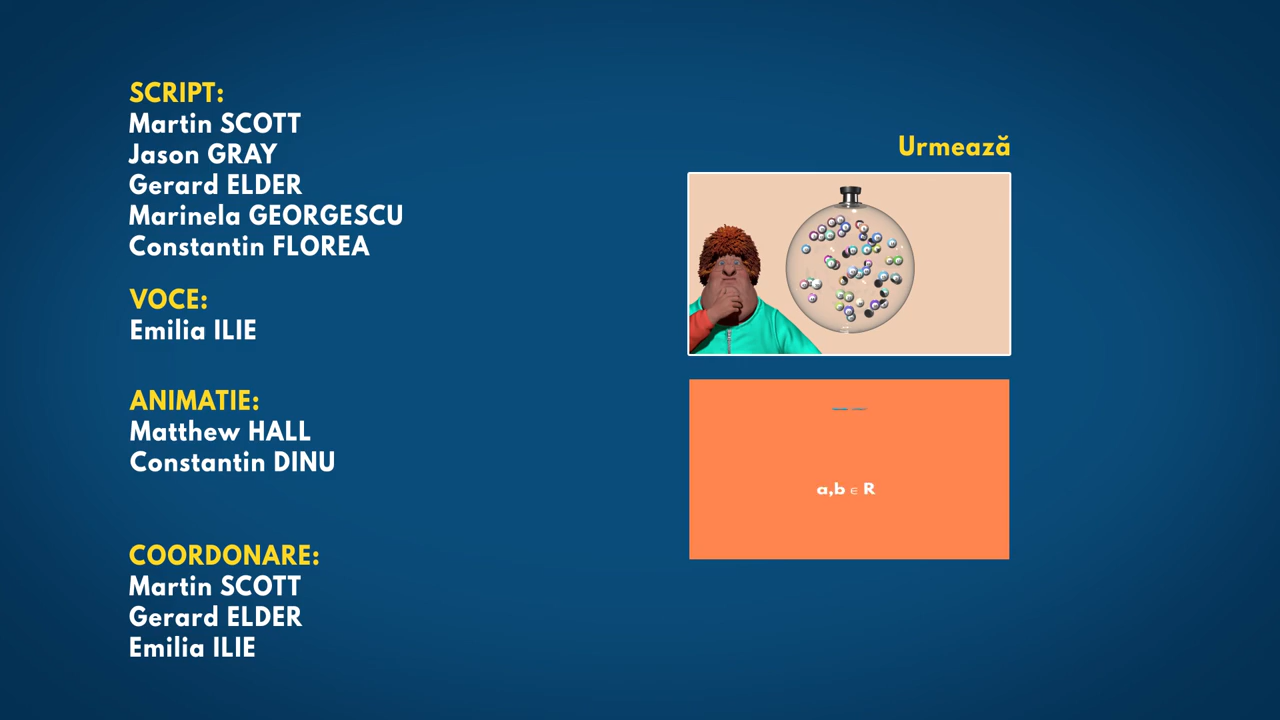 SCRIPT:
Martin SCOTT
Jason GRAY
Gerard ELDER
Marinela GEORGESCU
Constantin FLOREA
VOCE:
Emilia ILIE
ANIMATIE:
Matthew HALL
Constantin DINU
COORDONARE:
Martin SCOTT
Gerard ELDER
Emilia ILIE
Urmează
a,b ∈ R